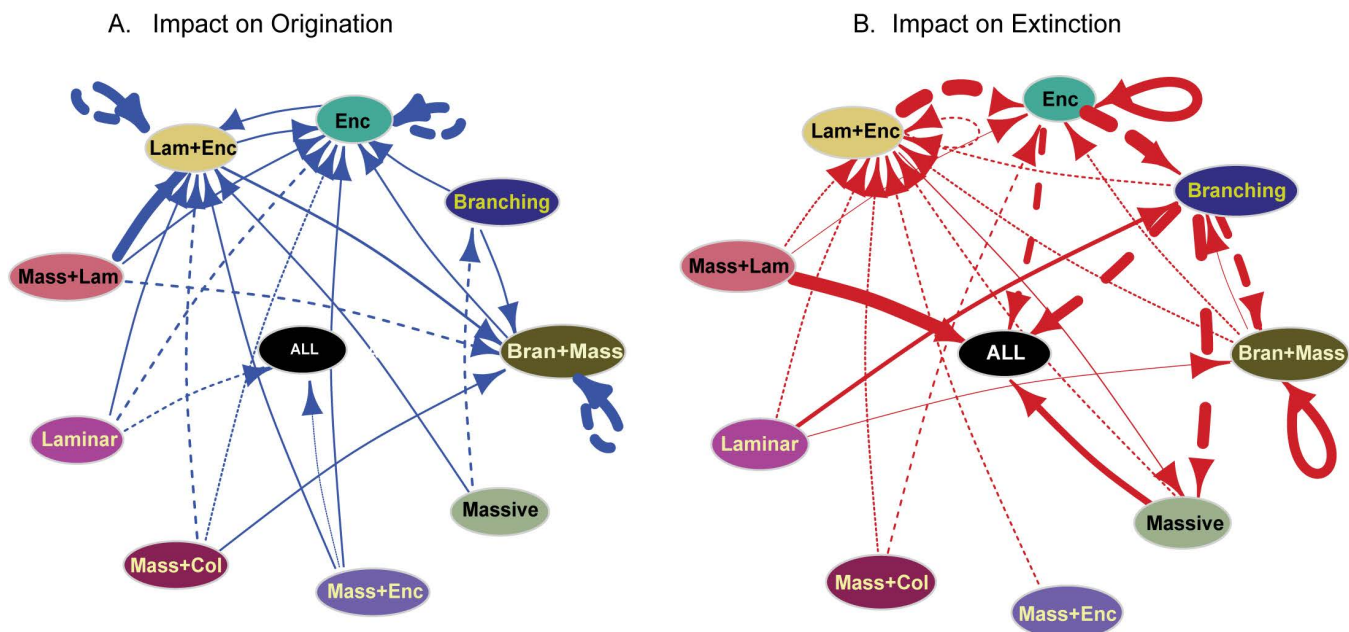 A. Impact on Origination
Enc
Lam+Enc
Branching
Mass+Lam
ALL
Bran+Mass
Laminar
Massive
Mass+Col
Mass+Enc
B. Impact on Extinction
Enc
Lam+Enc
Branching
Mass+Lam
ALL
Bran+Mass
Laminar
Massive
Mass+Col
Mass+Enc